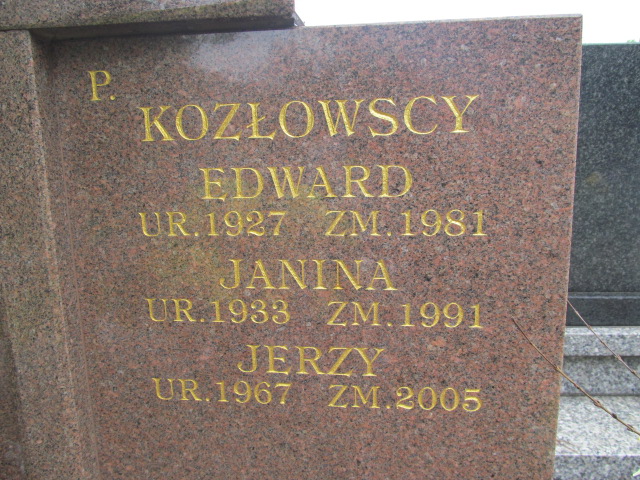 P.
KOZŁOWSCY
EDWARD
UR.1927 ZM.1981
JANINA
UR.1933 ZM.1991
JERZY
UR.1967 ZM.2005